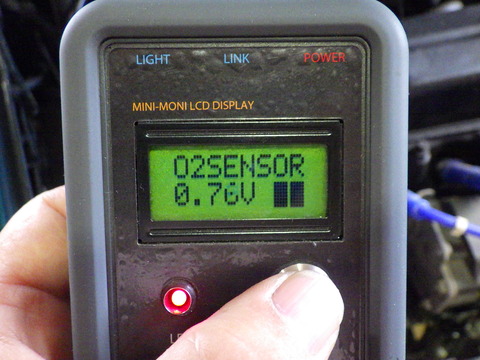 LIGHT LINK POWER
MINI-MONI LCD DISPLAY
O2SENSOR
0.76V